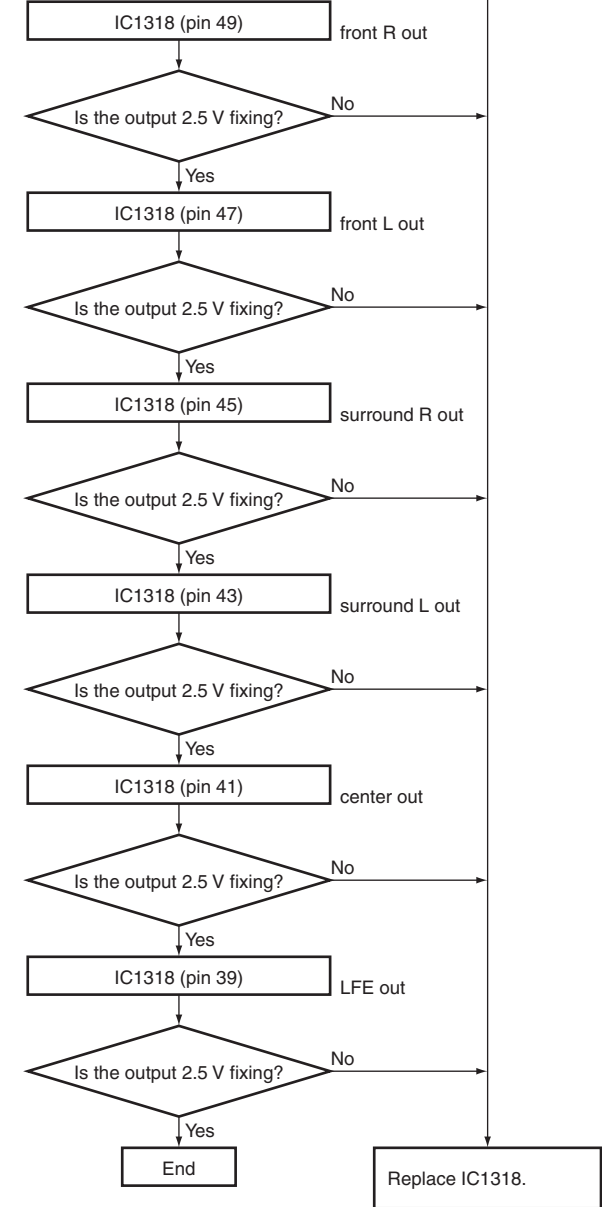 IC1318 (pin 49)
front R out
Is the output 2.5 V fixing?
No
Yes
IC1318 (pin 47)
front L out
Is the output 2.5 V fixing?
No
Yes
IC1318 (pin 45)
surround R out
Is the output 2.5 V fixing?
No
Yes
IC1318 (pin 43)
surround L out
Is the output 2.5 V fixing?
No
Yes
IC1318 (pin 41)
center out
Is the output 2.5 V fixing?
No
Yes
IC1318 (pin 39)
LFE out
Is the output 2.5 V fixing?
No
Yes
End
Replace IC1318.